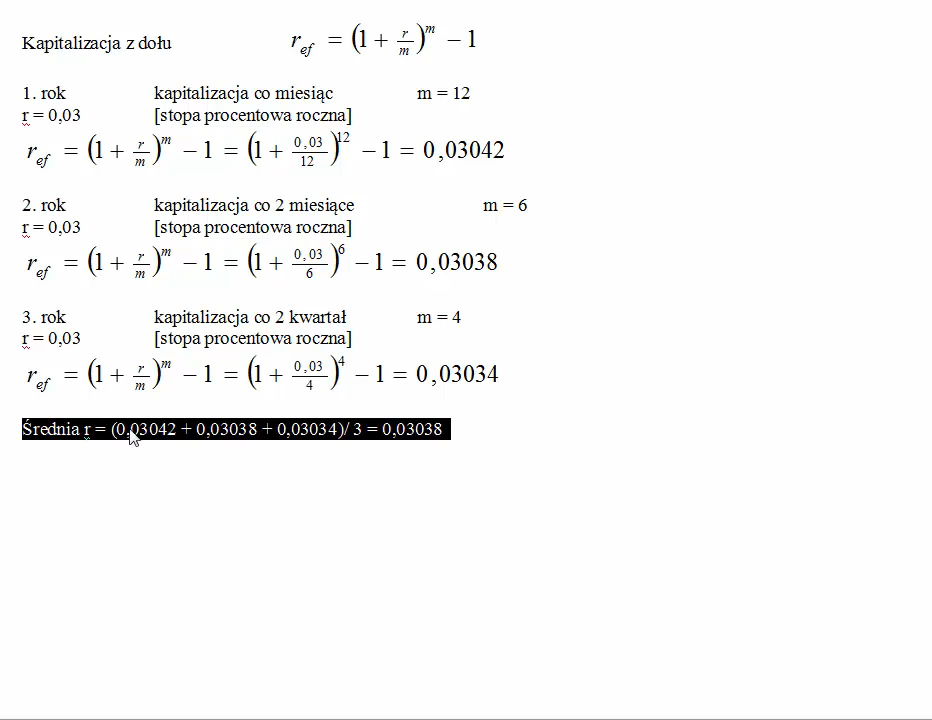 Kapitalizacja z dołu r_ef = (1 + r/m)^m − 1
1. rok kapitalizacja co miesiąc m = 12
r = 0,03 [stopa procentowa roczna]
r_ef = (1 + r/m)^m − 1 = (1 + 0,03/12)^12 − 1 = 0,03042
2. rok kapitalizacja co 2 miesiące m = 6
r = 0,03 [stopa procentowa roczna]
r_ef = (1 + r/m)^m − 1 = (1 + 0,03/6)^6 − 1 = 0,03038
3. rok kapitalizacja co 2 kwartał m = 4
r = 0,03 [stopa procentowa roczna]
r_ef = (1 + r/m)^m − 1 = (1 + 0,03/4)^4 − 1 = 0,03034
Średnia r = (0,03042 + 0,03038 + 0,03034)/ 3 = 0,03038